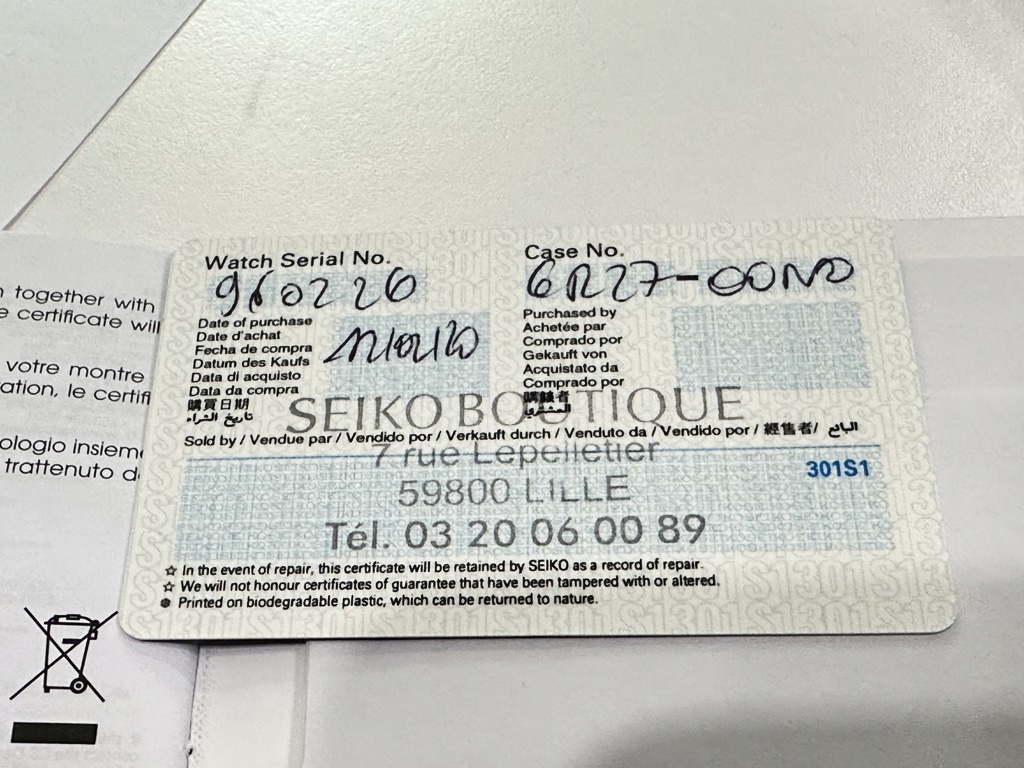 together with
certificate will
votre montre
ation, le certifi
ologio insiem
trattenuto d
Watch Serial No.
960220
Case No.
6R27-00N0
Date of purchase
Date d'achat
Fecha de compra
Datum des Kaufs
Data di acquisto
Data da compra
購買日期
تاريخ الشراء
Purchased by
Achetée par
Comprado por
Gekauft von
Acquistato da
Comprado por
購錶者
المشتري
SEIKO BOUTIQUE
Sold by / Vendue par / Vendido por / Verkauft durch / Venduto da / Vendido por / 經售者/ البائع
7 rue Lepelletier
301S1
59800 LILLE
Tél. 03 20 06 00 89
☆ In the event of repair, this certificate will be retained by SEIKO as a record of repair.
☆ We will not honour certificates of guarantee that have been tampered with or altered.
Printed on biodegradable plastic, which can be returned to nature.